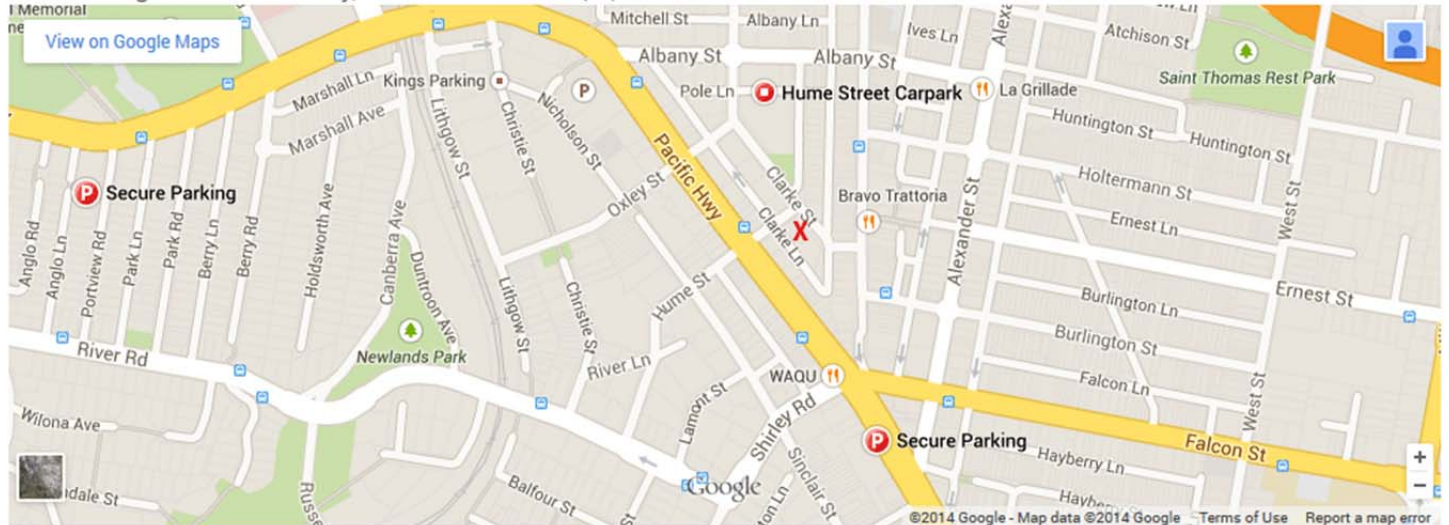 l Memorial
View on Google Maps
Mitchell St
Albany Ln
Ives Ln
Atchison St
Albany St
Albany St
Saint Thomas Rest Park
Marshall Ln
Kings Parking
P
Pole Ln
Hume Street Carpark
La Grillade
Marshall Ave
Lithgow St
Christie St
Nicholson St
Huntington St
Huntington St
Pacific Hwy
P
Secure Parking
Oxley St
Clarke St
Holtermann St
Bravo Trattoria
Ernest Ln
West St
X
Clarke Ln
Alexander St
Anglo Rd
Anglo Ln
Portview Rd
Park Ln
Park Rd
Berry Ln
Berry Rd
Holdsworth Ave
Canberra Ave
Duntroon Ave
Lithgow St
Christie St
Hume St
Ernest St
Burlington Ln
Newlands Park
River Rd
River Ln
Burlington St
WAQU
Falcon Ln
Lamont St
Shirley Rd
West St
Wilona Ave
P
Secure Parking
Falcon St
Hayberry Ln
Sinclair St
Balfour St
Google
+
−
©2014 Google - Map data ©2014 Google
Terms of Use
Report a map error